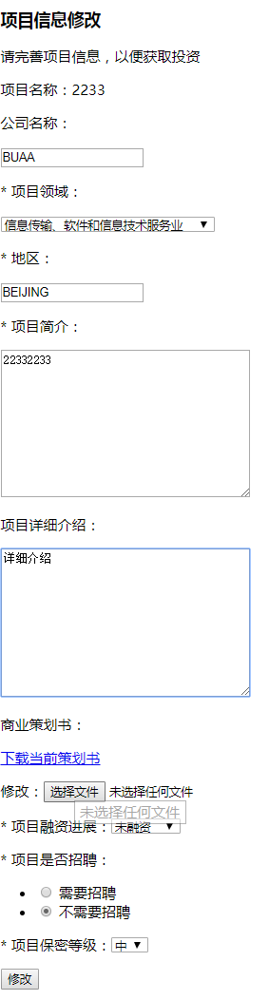 项目信息修改
请完善项目信息，以便获取投资
项目名称：2233
公司名称：
BUAA
* 项目领域：
信息传输、软件和信息技术服务业
* 地区：
BEIJING
* 项目简介：
22332233
项目详细介绍：
详细介绍
商业策划书：
下载当前策划书
修改： 选择文件 未选择任何文件
未选择任何文件
* 项目融资进展： 未融资
* 项目是否招聘：
需要招聘
不需要招聘
* 项目保密等级： 中
修改